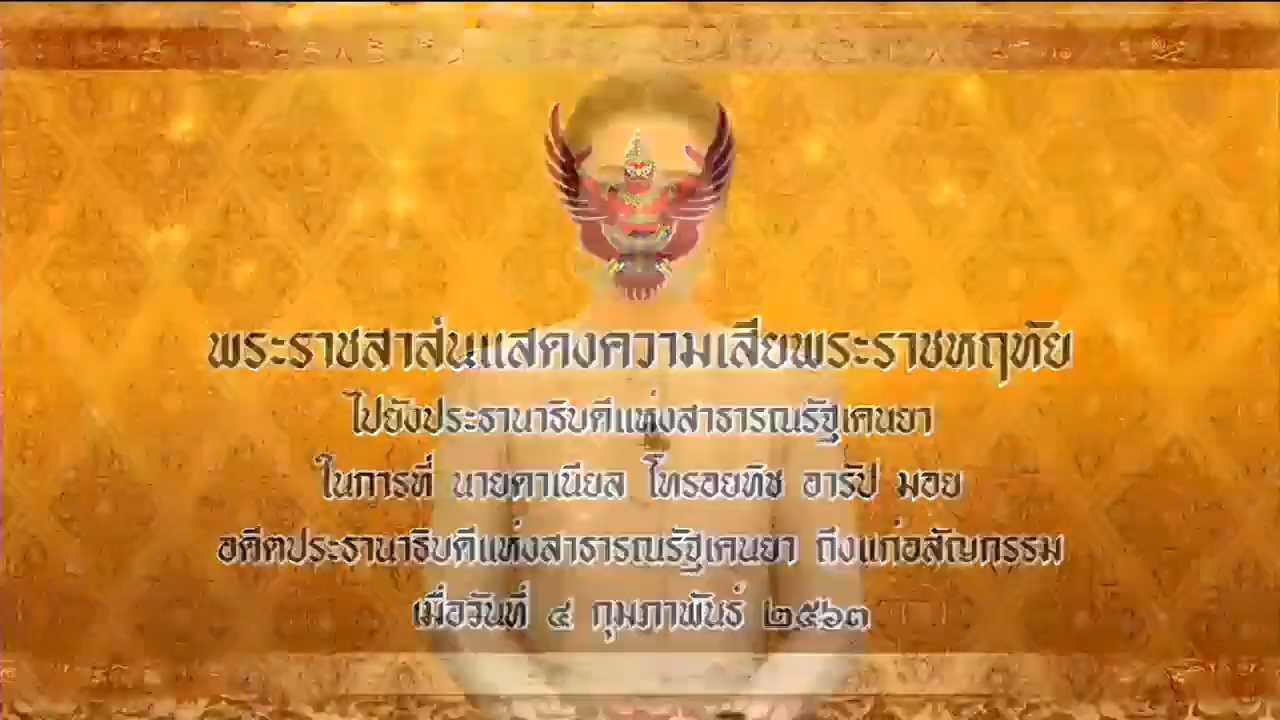 พระราชสาส์นแสดงความเสียพระราชหฤทัย
ไปยังประธานาธิบดีแห่งสาธารณรัฐเคนยา
ในการที่ นายดาเนียล โทรอยทิช อารัป มอย
อดีตประธานาธิบดีแห่งสาธารณรัฐเคนยา ถึงแก่อสัญกรรม
เมื่อวันที่ ๔ กุมภาพันธ์ ๒๕๖๓